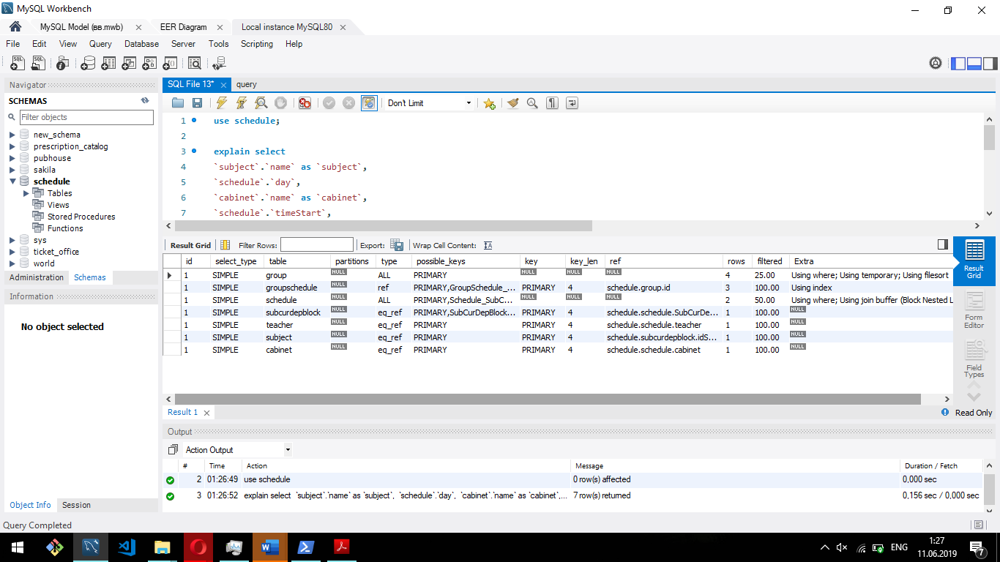 MySQL Workbench
MySQL Model (вв.mwb) EER Diagram Local instance MySQL80
File Edit View Query Database Server Tools Scripting Help
Navigator
SCHEMAS
Filter objects
new_schema
prescription_catalog
pubhouse
sakila
schedule
Tables
Views
Stored Procedures
Functions
sys
ticket_office
world
Administration Schemas
Information
No object selected
Object Info Session
SQL File 13* query
Don't Limit
1 use schedule;
2
3 explain select
4 `subject`.`name` as `subject`,
5 `schedule`.`day`,
6 `cabinet`.`name` as `cabinet`,
7 `schedule`.`timeStart`,
Result Grid Filter Rows: Export: Wrap Cell Content:
id select_type table partitions type possible_keys key key_len ref rows filtered Extra
1 SIMPLE group NULL ALL PRIMARY NULL NULL NULL 4 25.00 Using where; Using temporary; Using filesort
1 SIMPLE groupschedule NULL ref PRIMARY,GroupSchedule_... PRIMARY 4 schedule.group.id 3 100.00 Using index
1 SIMPLE schedule NULL ALL PRIMARY,Schedule_SubC... NULL NULL NULL 2 50.00 Using where; Using join buffer (Block Nested L
1 SIMPLE subcurdepblock NULL eq_ref PRIMARY,SubCurDepBlock... PRIMARY 4 schedule.schedule.SubCurDe... 1 100.00 NULL
1 SIMPLE teacher NULL eq_ref PRIMARY PRIMARY 4 schedule.schedule.teacher 1 100.00 NULL
1 SIMPLE subject NULL eq_ref PRIMARY PRIMARY 4 schedule.subcurdepblock.idS... 1 100.00 NULL
1 SIMPLE cabinet NULL eq_ref PRIMARY PRIMARY 4 schedule.schedule.cabinet 1 100.00 NULL
Result Grid
Form Editor
Field Types
Result 1
Read Only
Output
Action Output
# Time Action Message Duration / Fetch
2 01:26:49 use schedule 0 row(s) affected 0,000 sec
3 01:26:52 explain select `subject`.`name` as `subject`, `schedule`.`day`, `cabinet`.`name` as `cabinet`,... 7 row(s) returned 0,156 sec / 0,000 sec
Query Completed
ENG
1:27
11.06.2019
7